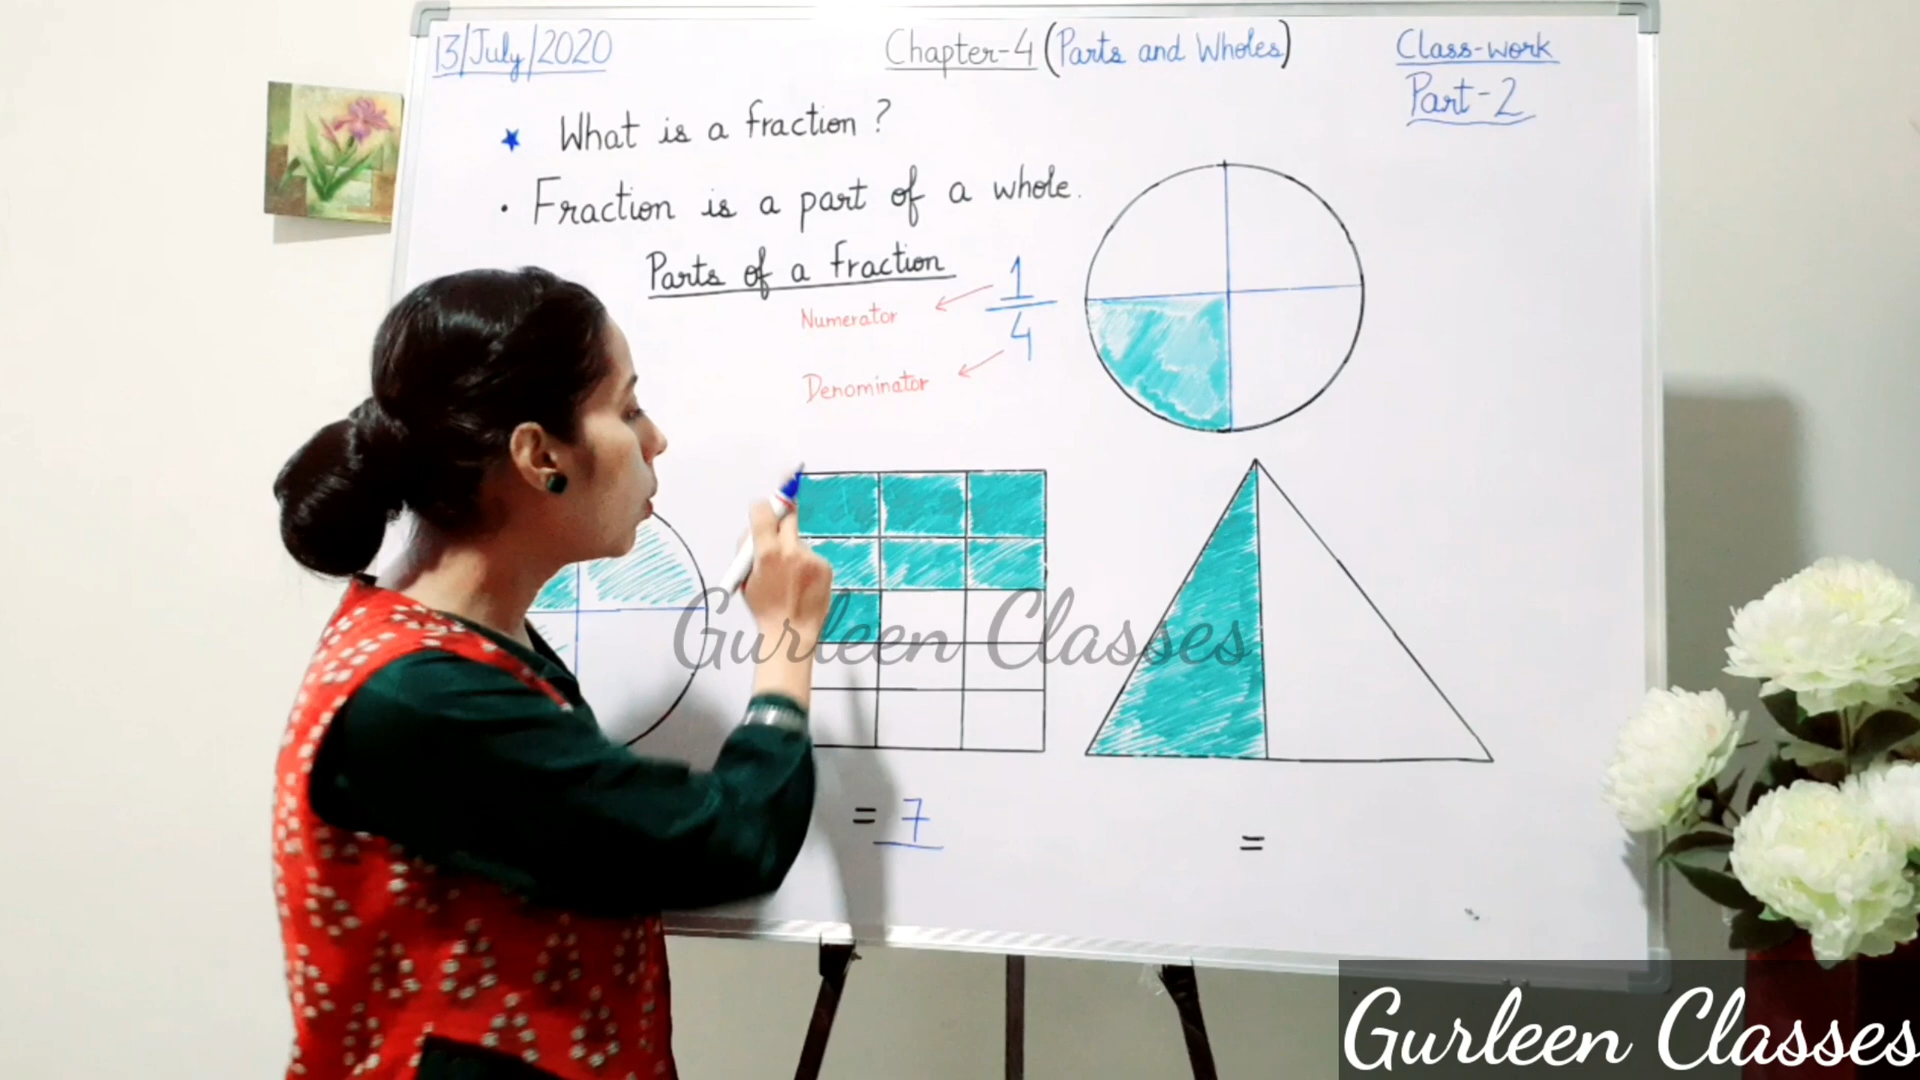 13/July/2020
Chapter-4 (Parts and Wholes)
Class-work
Part-2
What is a fraction ?
Fraction is a part of a whole.
Parts of a fraction
1
4
Numerator
Denominator
Gurleen Classes
= 7
=
Gurleen Classes